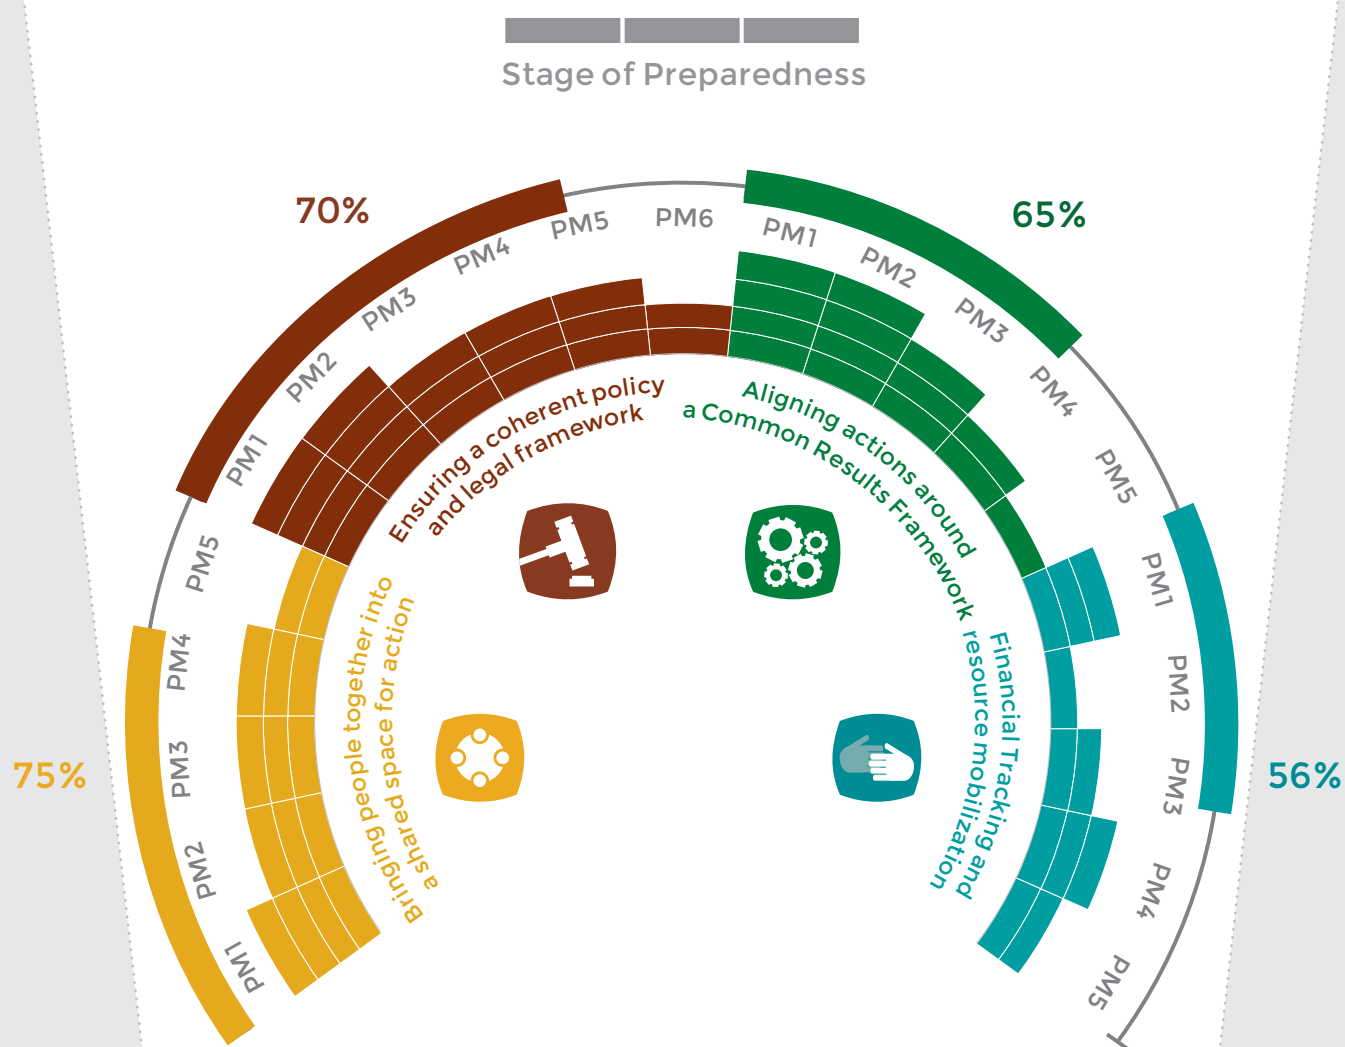 Stage of Preparedness
70%
65%
75%
56%
PM1
PM2
PM3
PM4
PM5
Bringing people together into
a shared space for action
PM1
PM2
PM3
PM4
PM5
PM6
Ensuring a coherent policy
and legal framework
PM1
PM2
PM3
PM4
PM5
Aligning actions around
a Common Results Framework
PM1
PM2
PM3
PM4
PM5
Financial Tracking and
resource mobilization